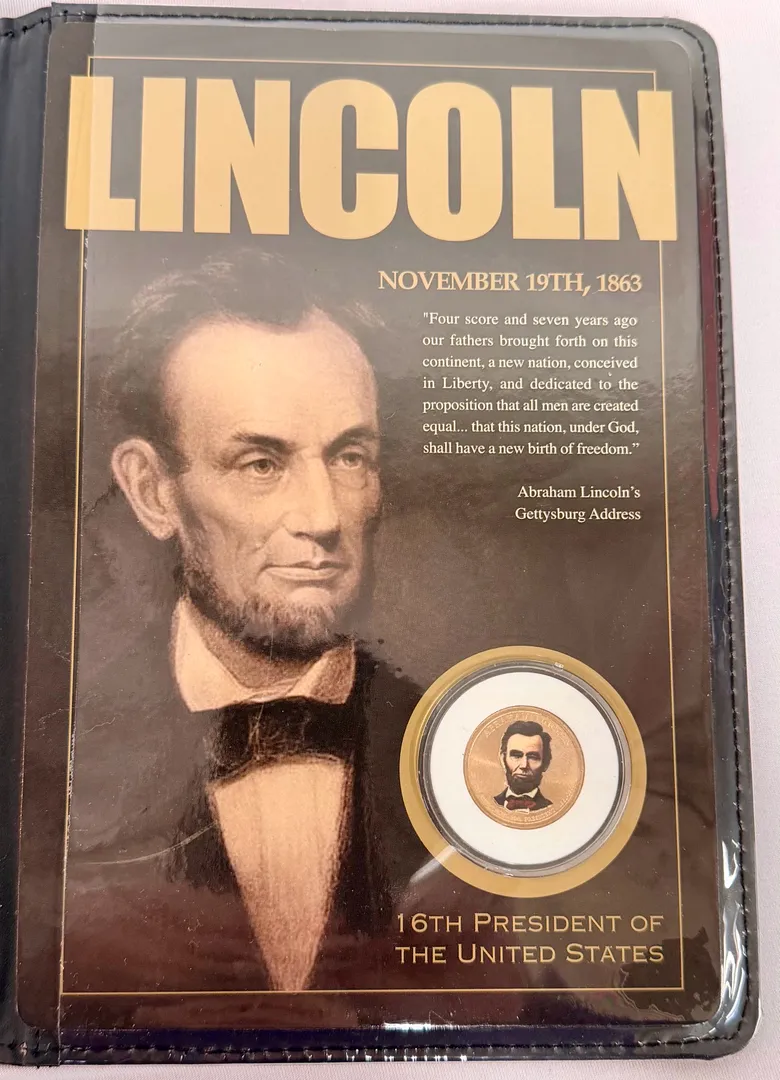 LINCOLN
NOVEMBER 19TH, 1863
"Four score and seven years ago
our fathers brought forth on this
continent, a new nation, conceived
in Liberty, and dedicated to the
proposition that all men are created
equal... that this nation, under God,
shall have a new birth of freedom.”
Abraham Lincoln’s
Gettysburg Address
16TH PRESIDENT OF
THE UNITED STATES